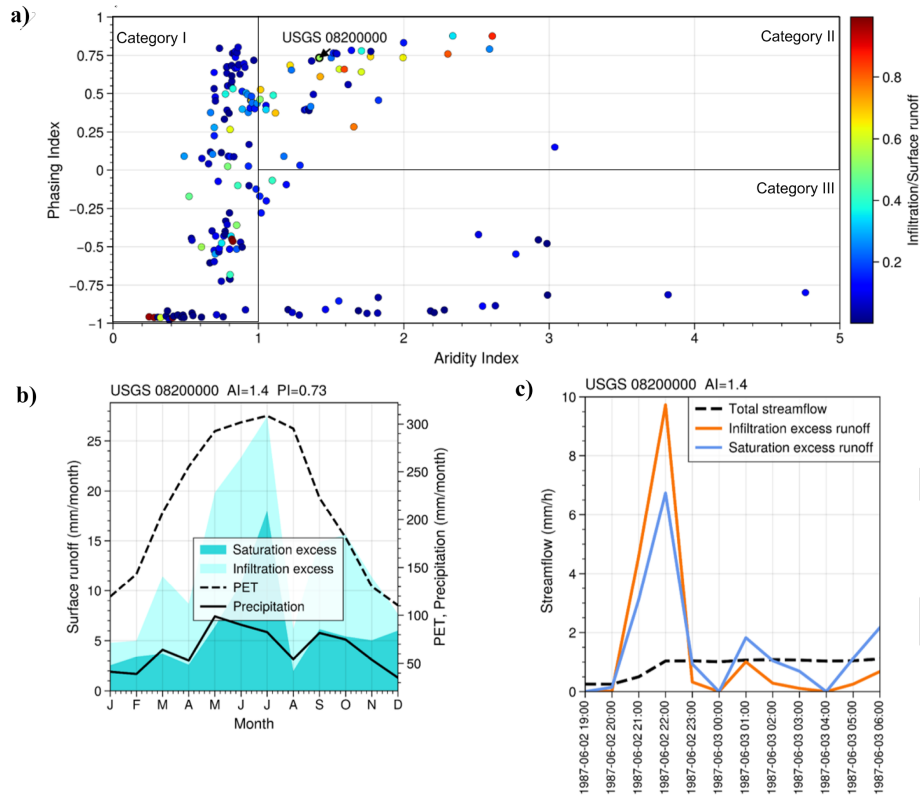 a)
1
0.75
0.5
0.25
0
−0.25
−0.5
−0.75
−1
Phasing Index
Category I
USGS 08200000
Category II
Category III
0
1
2
3
4
5
Aridity Index
0.8
0.6
0.4
0.2
Infiltration/Surface runoff
b)
USGS 08200000 AI=1.4 PI=0.73
25
20
15
10
5
0
Surface runoff (mm/month)
Saturation excess
Infiltration excess
PET
Precipitation
300
250
200
150
100
50
PET, Precipitation (mm/month)
J F M A M J J A S O N D
Month
c)
USGS 08200000 AI=1.4
10
8
6
4
2
0
Streamflow (mm/h)
Total streamflow
Infiltration excess runoff
Saturation excess runoff
1987-06-02 19:00
1987-06-02 20:00
1987-06-02 21:00
1987-06-02 22:00
1987-06-02 23:00
1987-06-03 00:00
1987-06-03 01:00
1987-06-03 02:00
1987-06-03 03:00
1987-06-03 04:00
1987-06-03 05:00
1987-06-03 06:00